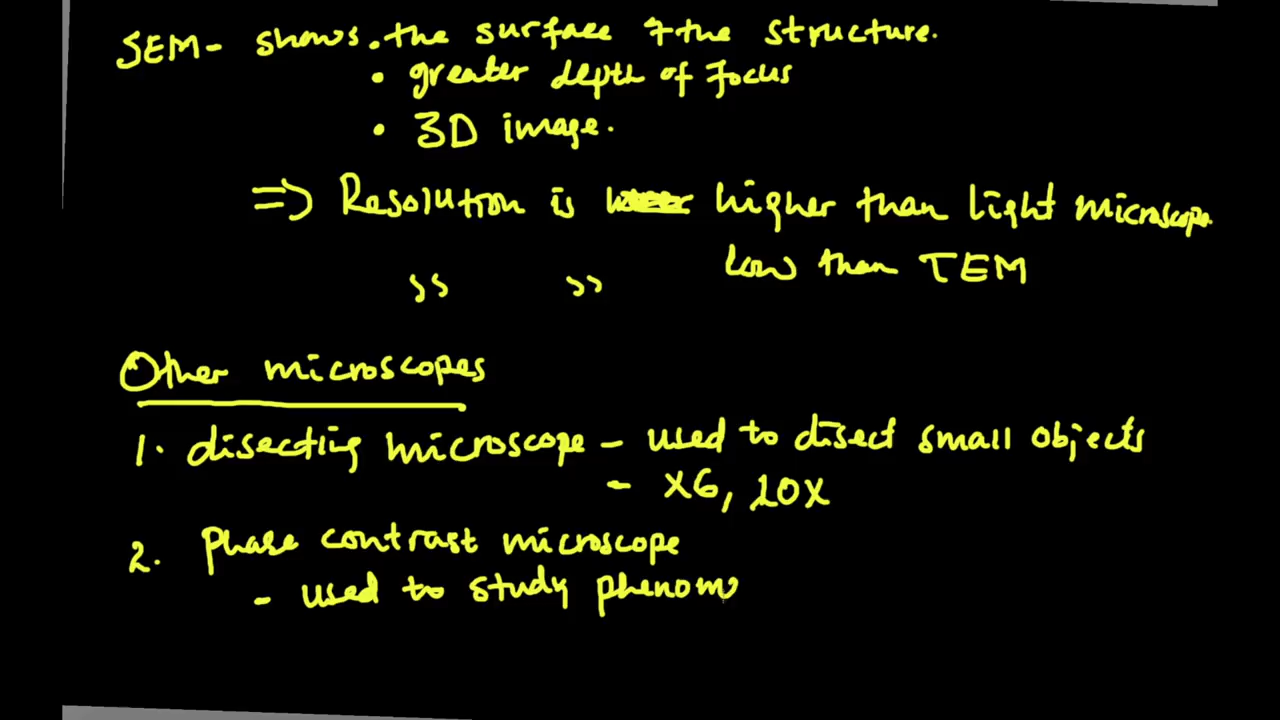 SEM- shows • the surface of the structure.
• greater depth of focus
• 3D image.
=> Resolution is higher than light microscope
" " low than TEM
Other microscopes
1. disecting microscope - used to disect small objects
- X6, 10X
2. phase contrast microscope
- used to study phenom